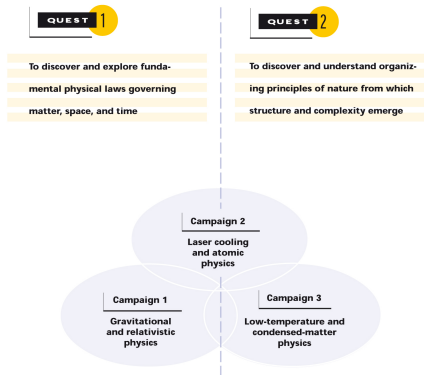 QUEST 1
To discover and explore funda-
mental physical laws governing
matter, space, and time
QUEST 2
To discover and understand organiz-
ing principles of nature from which
structure and complexity emerge
Campaign 2
Laser cooling
and atomic
physics
Campaign 1
Gravitational
and relativistic
physics
Campaign 3
Low-temperature and
condensed-matter
physics